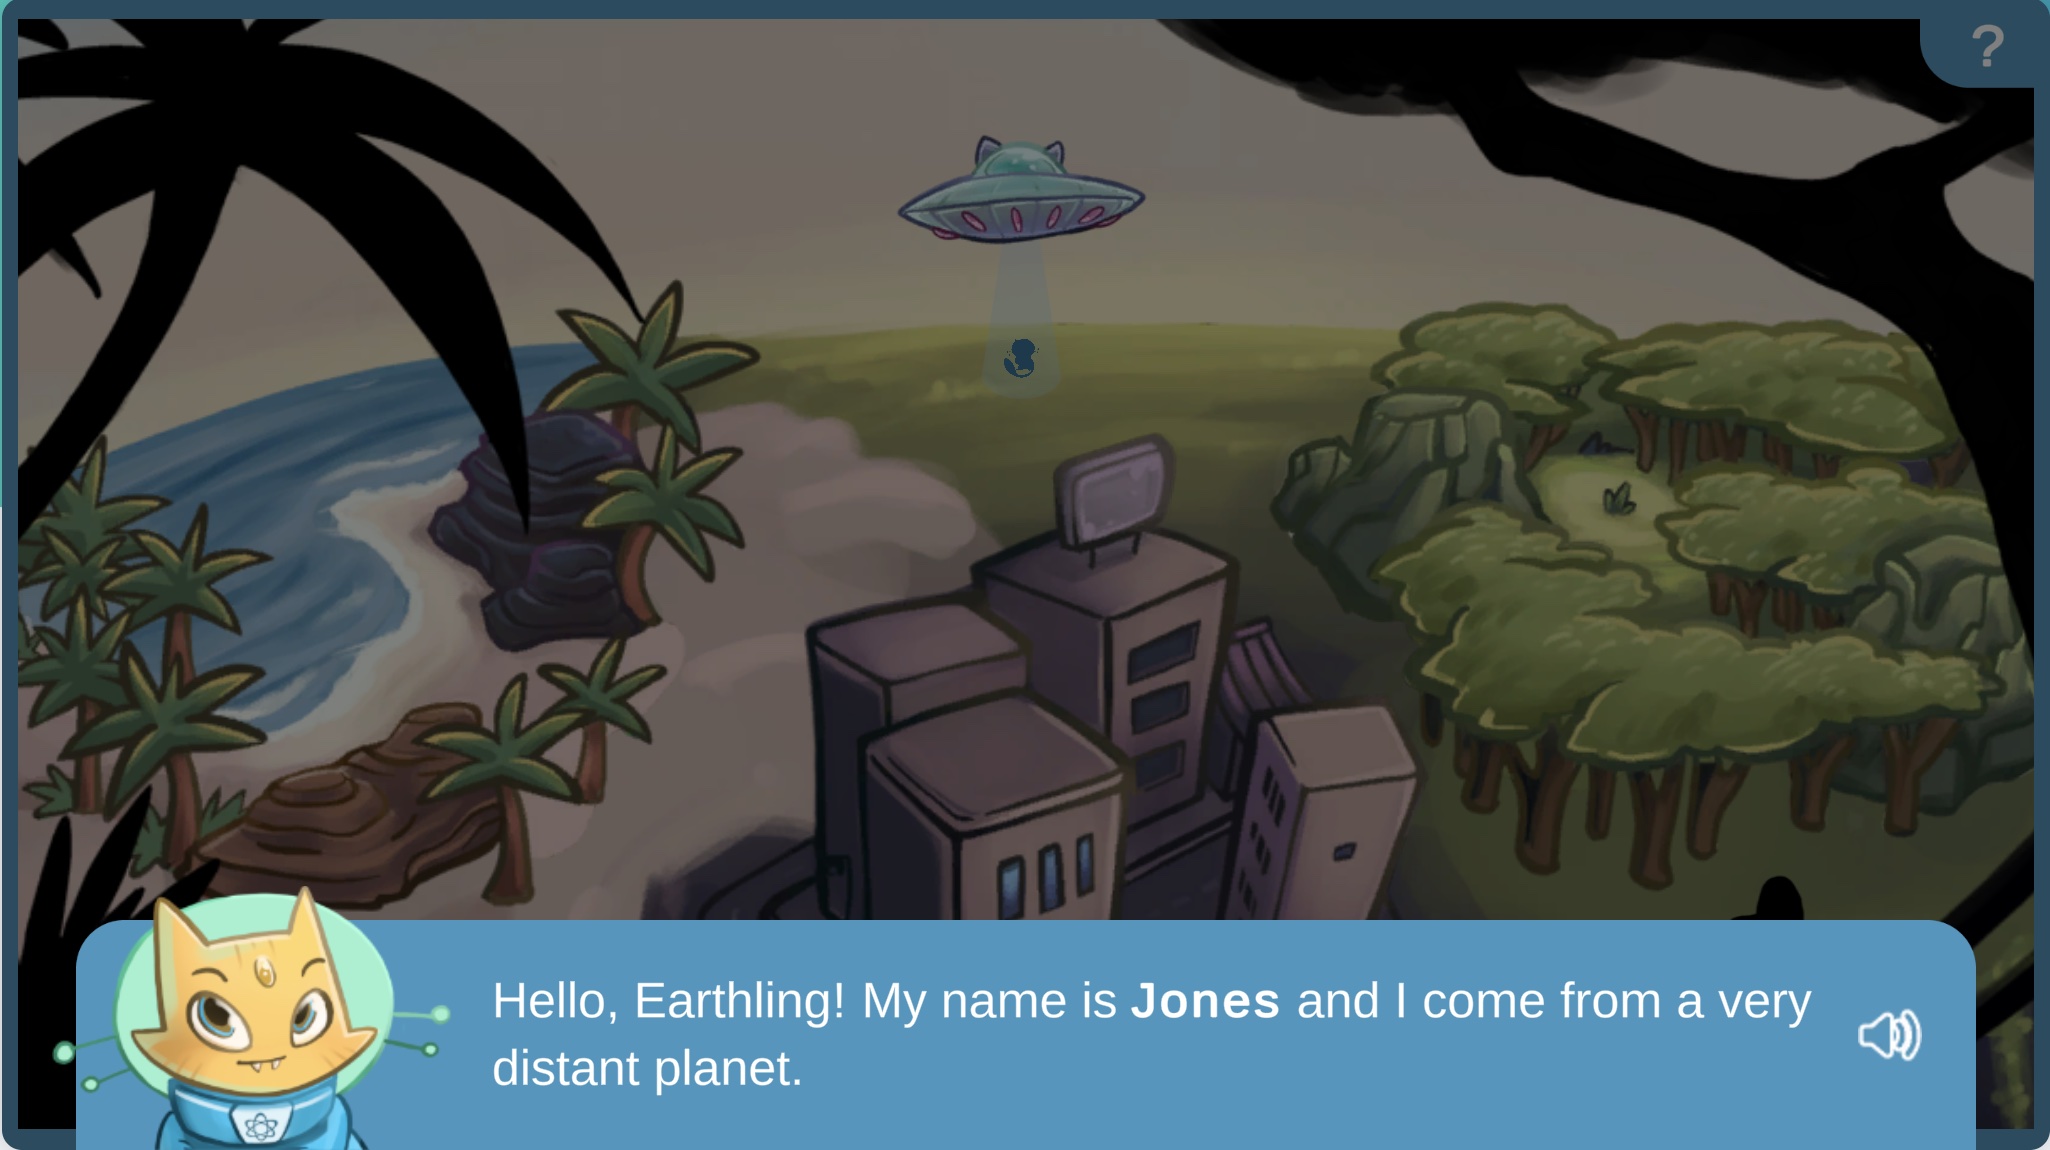 ?
Hello, Earthling! My name is Jones and I come from a very
distant planet.